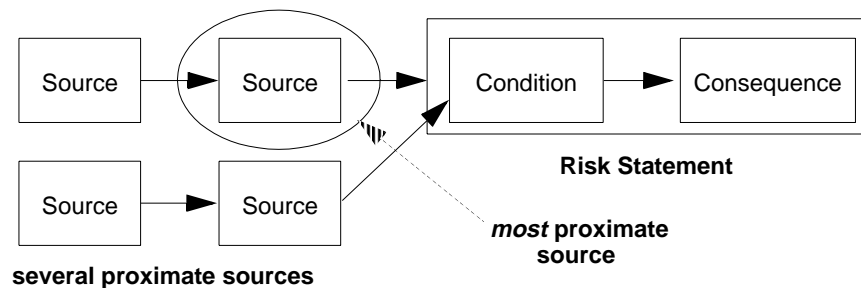 Source
Source
Condition
Consequence
Risk Statement
Source
Source
most proximate
source
several proximate sources